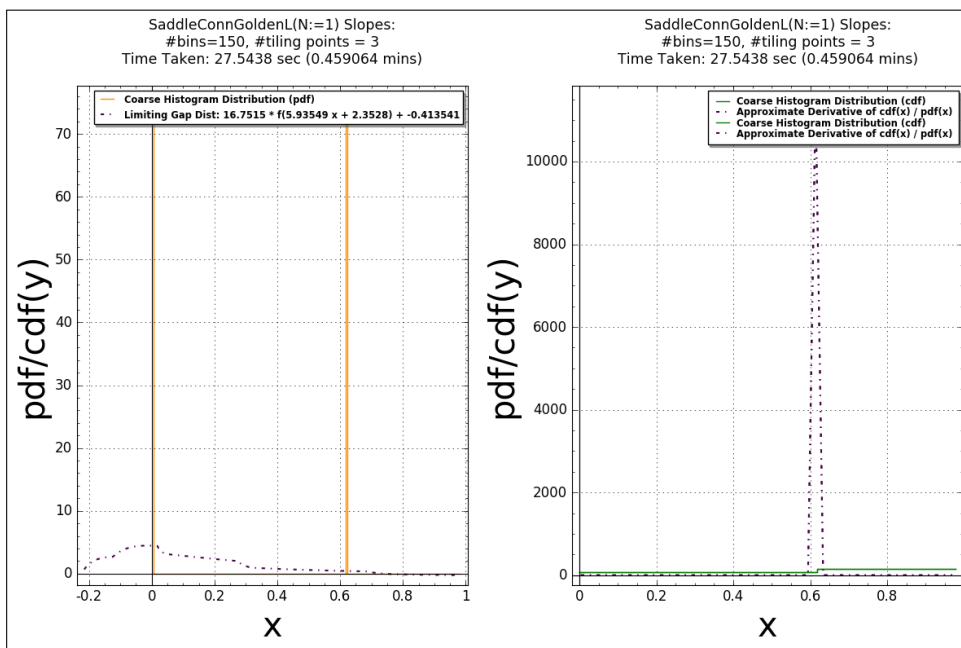 SaddleConnGoldenL(N:=1) Slopes:
#bins=150, #tiling points = 3
Time Taken: 27.5438 sec (0.459064 mins)
Coarse Histogram Distribution (pdf)
Limiting Gap Dist: 16.7515 * f(5.93549 x + 2.3528) + -0.413541
70
60
50
40
30
20
10
0
-0.2
0
0.2
0.4
0.6
0.8
1
pdf/cdf(y)
x
SaddleConnGoldenL(N:=1) Slopes:
#bins=150, #tiling points = 3
Time Taken: 27.5438 sec (0.459064 mins)
Coarse Histogram Distribution (cdf)
Approximate Derivative of cdf(x) / pdf(x)
Coarse Histogram Distribution (cdf)
Approximate Derivative of cdf(x) / pdf(x)
10000
8000
6000
4000
2000
0
0
0.2
0.4
0.6
0.8
pdf/cdf(y)
x